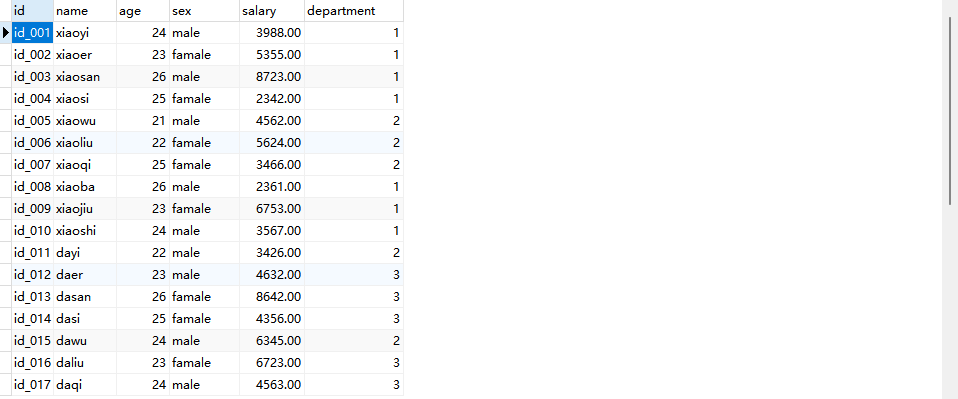 id name age sex salary department
id_001 xiaoyi 24 male 3988.00 1
id_002 xiaoer 23 famale 5355.00 1
id_003 xiaosan 26 male 8723.00 1
id_004 xiaosi 25 famale 2342.00 1
id_005 xiaowu 21 male 4562.00 2
id_006 xiaoliu 22 famale 5624.00 2
id_007 xiaoqi 25 famale 3466.00 2
id_008 xiaoba 26 male 2361.00 1
id_009 xiaojiu 23 famale 6753.00 1
id_010 xiaoshi 24 male 3567.00 1
id_011 dayi 22 male 3426.00 2
id_012 daer 23 male 4632.00 3
id_013 dasan 26 famale 8642.00 3
id_014 dasi 25 famale 4356.00 3
id_015 dawu 24 male 6345.00 2
id_016 daliu 23 famale 6723.00 3
id_017 daqi 24 male 4563.00 3